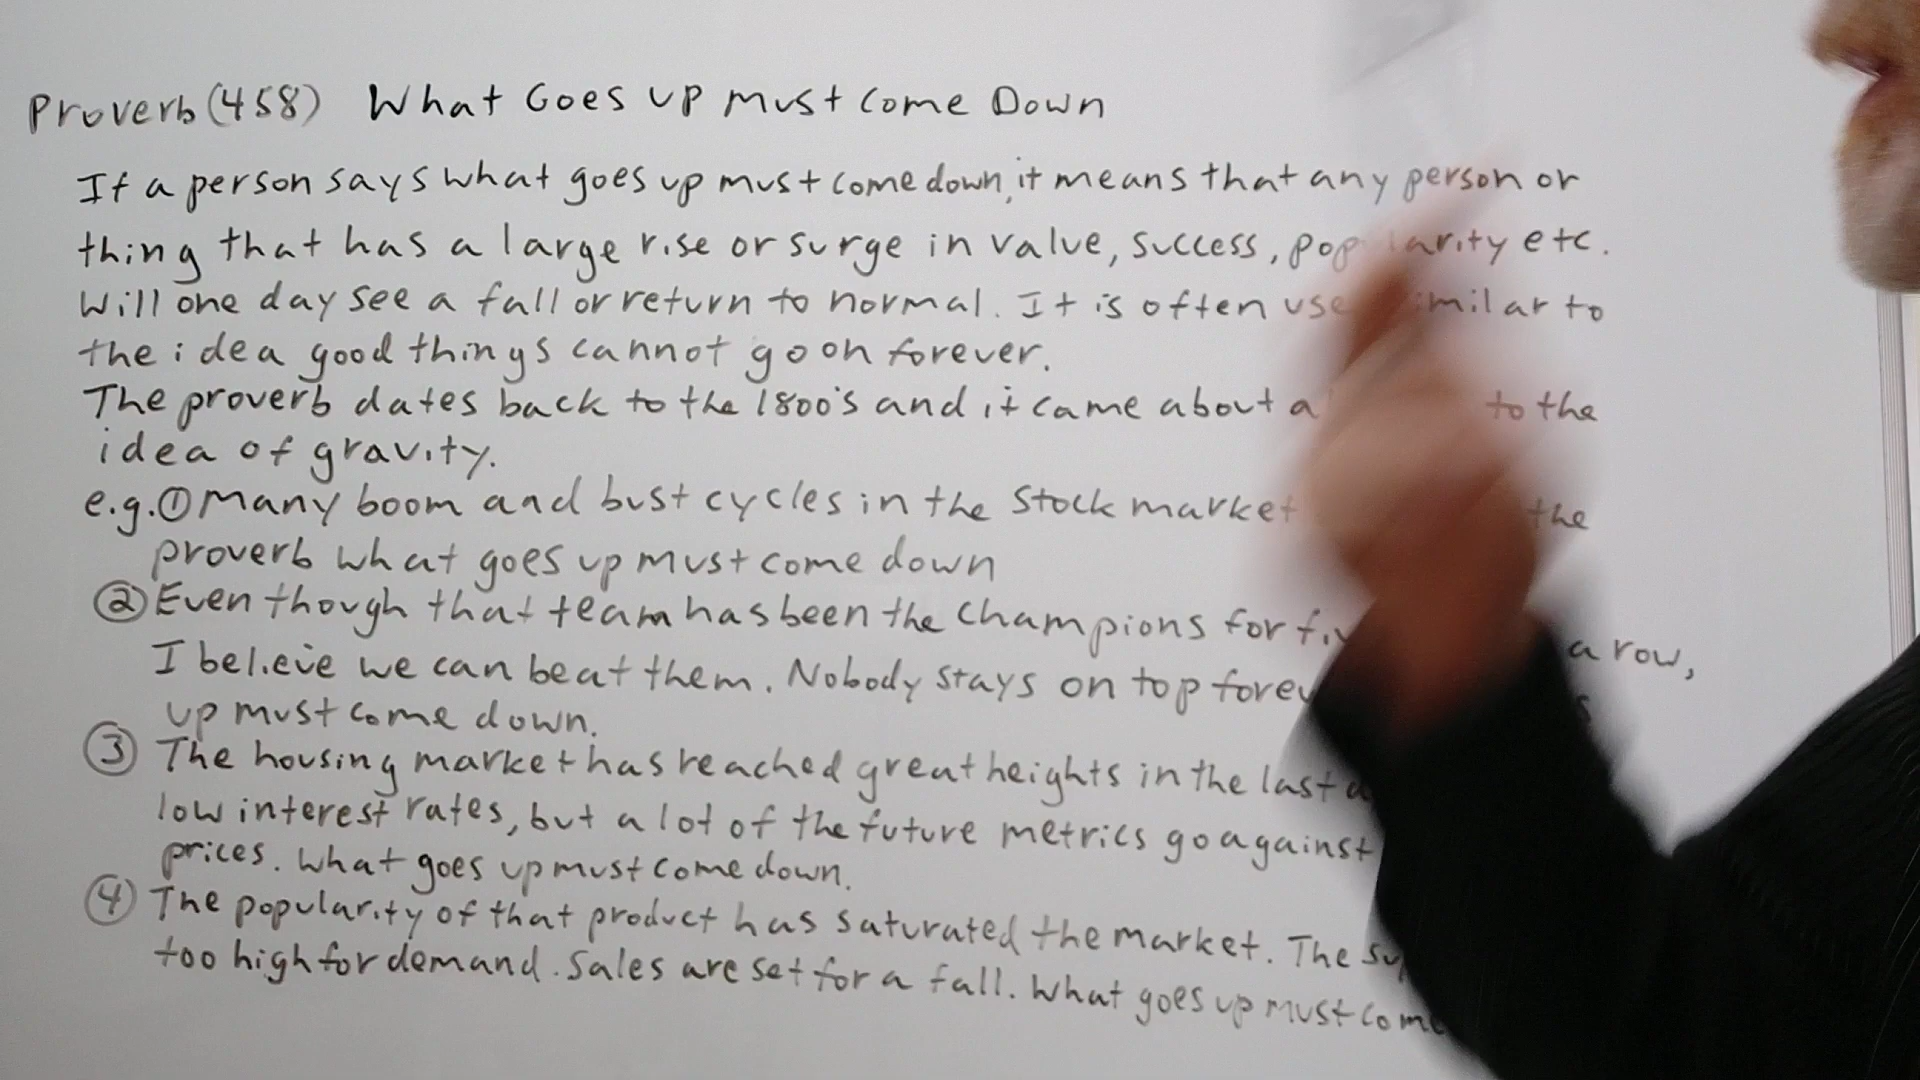 Proverb (458) What Goes up must come Down
If a person says what goes up must come down, it means that any person or
thing that has a large rise or surge in value, success, popularity etc.
Will one day see a fall or return to normal. It is often similar to
the idea good things cannot go on forever.
The proverb dates back to the 1800's and it came about to the
idea of gravity.
e.g. ① Many boom and bust cycles in the Stock market the
proverb what goes up must come down
② Even though that team has been the champions for a row,
I believe we can beat them. Nobody stays on top
up must come down.
③ The housing market has reached great heights in the last
low interest rates, but a lot of the future metrics go against
prices. What goes up must come down.
④ The popularity of that product has saturated the market. The
too high for demand. Sales are set for a fall. What goes up must come